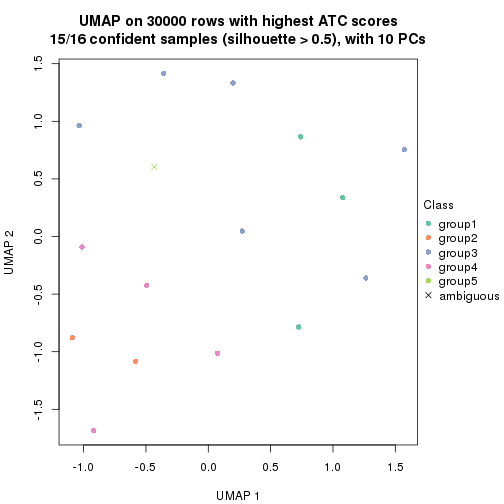 UMAP on 30000 rows with highest ATC scores
15/16 confident samples (silhouette > 0.5), with 10 PCs
1.5
1.0
0.5
0.0
-0.5
-1.0
-1.5
UMAP 2
-1.0
-0.5
0.0
0.5
1.0
1.5
UMAP 1
Class
group1
group2
group3
group4
group5
ambiguous